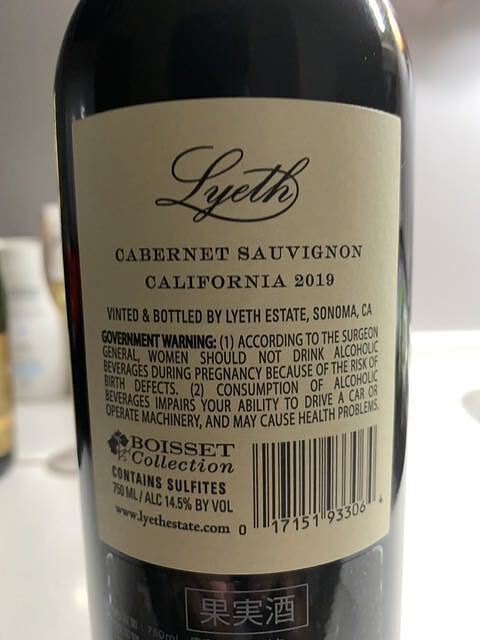 Lyeth
CABERNET SAUVIGNON
CALIFORNIA 2019
VINTED & BOTTLED BY LYETH ESTATE, SONOMA, CA
GOVERNMENT WARNING: (1) ACCORDING TO THE SURGEON
GENERAL, WOMEN SHOULD NOT DRINK ALCOHOLIC
BEVERAGES DURING PREGNANCY BECAUSE OF THE RISK OF
BIRTH DEFECTS. (2) CONSUMPTION OF ALCOHOLIC
BEVERAGES IMPAIRS YOUR ABILITY TO DRIVE A CAR OR
OPERATE MACHINERY, AND MAY CAUSE HEALTH PROBLEMS.
BOISSET
Collection
CONTAINS SULFITES
750 ML / ALC 14.5% BY VOL
www.lyethestate.com
0 17151 93306 4
果実酒